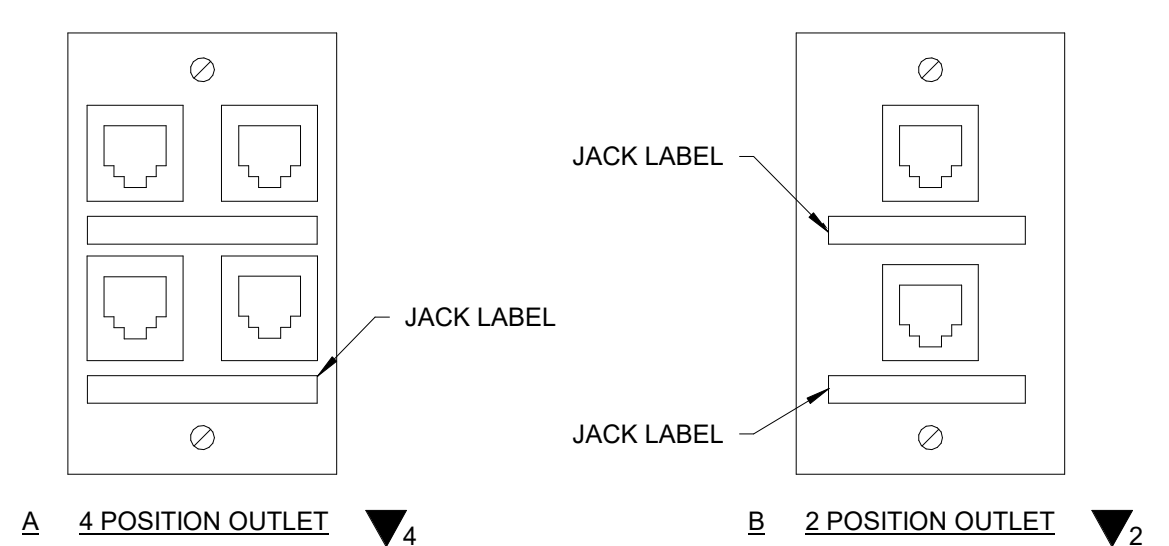 JACK LABEL
JACK LABEL
JACK LABEL
A 4 POSITION OUTLET 4
B 2 POSITION OUTLET 2